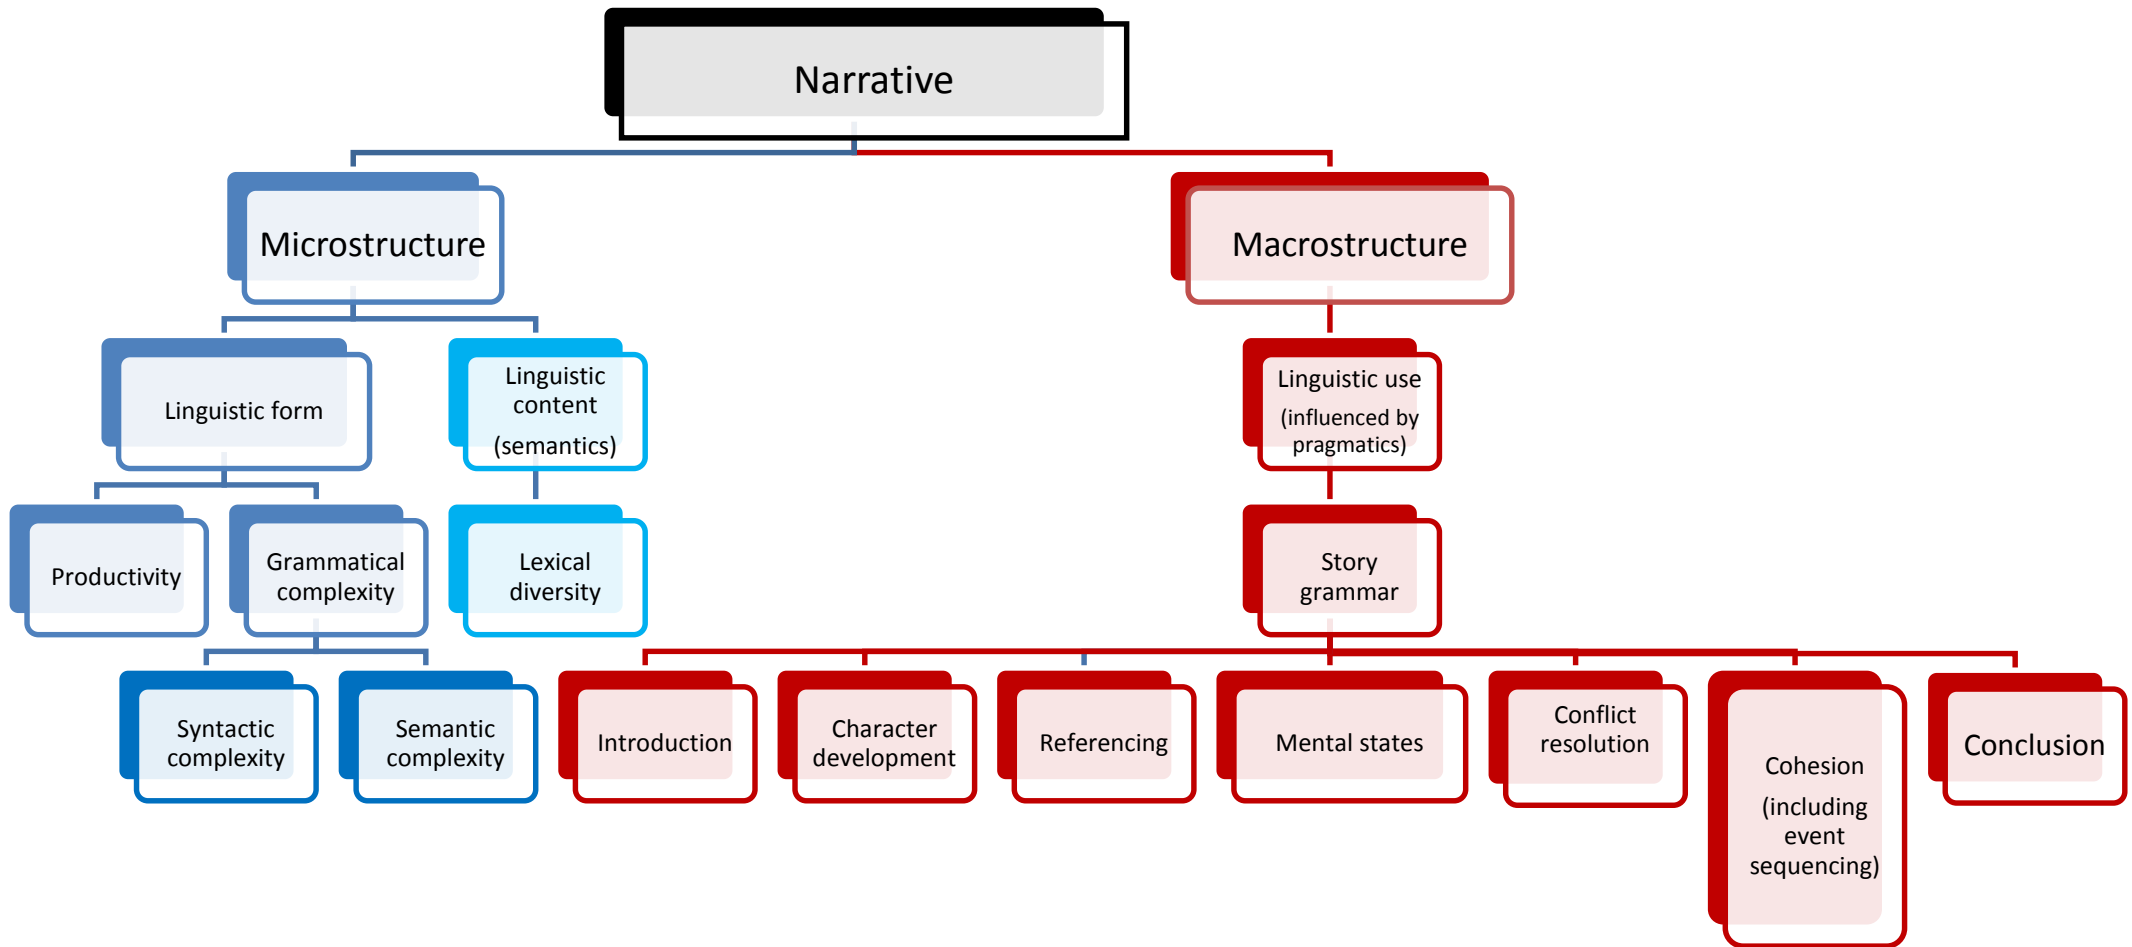 Narrative
Microstructure
Macrostructure
Linguistic form
Linguistic
content
(semantics)
Linguistic use
(influenced by
pragmatics)
Productivity
Grammatical
complexity
Lexical
diversity
Story
grammar
Syntactic
complexity
Semantic
complexity
Introduction
Character
development
Referencing
Mental states
Conflict
resolution
Cohesion
(including
event
sequencing)
Conclusion